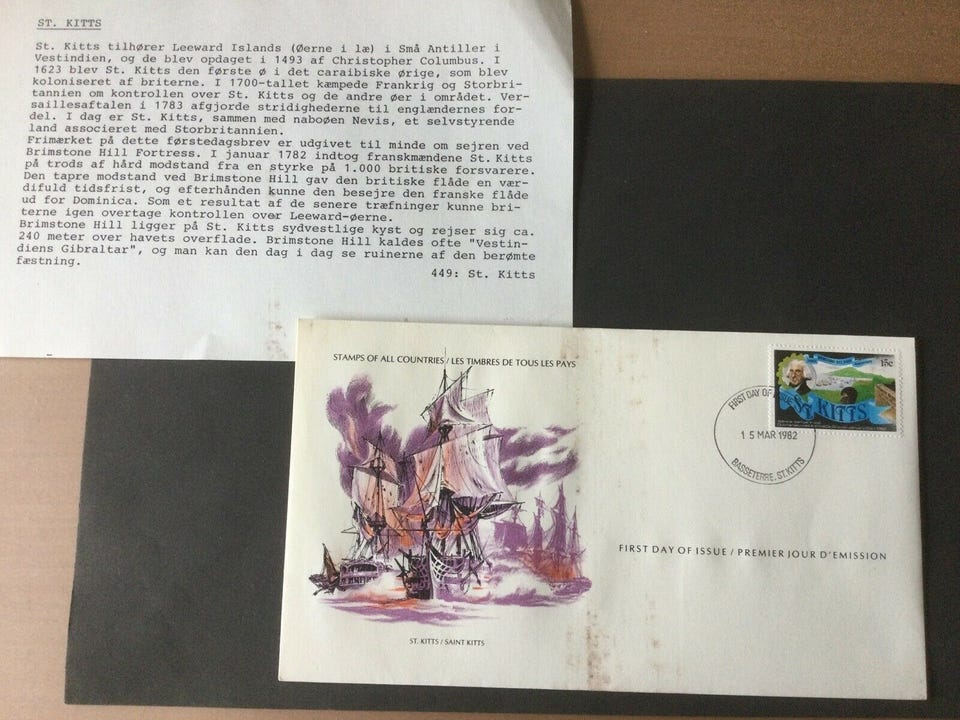 ST. KITTS
St. Kitts tilhører Leeward Islands (Øerne i læ) i Små Antiller i
Vestindien, og de blev opdaget i 1493 af Christopher Columbus. I
1623 blev St. Kitts den første ø i det caraibiske ørige, som blev
koloniseret af briterne. I 1700-tallet kæmpede Frankrig og Storbri-
tannien om kontrollen over St. Kitts og de andre øer i området. Ver-
saillesaftalen i 1783 afgjorde stridighederne til englændernes for-
del. I dag er St. Kitts, sammen med naboøen Nevis, et selvstyrende
land associeret med Storbritannien.
Frimærket på dette førstedagsbrev er udgivet til minde om sejren ved
Brimstone Hill Fortress. I januar 1782 indtog franskmændene St. Kitts
på trods af hård modstand fra en styrke på 1.000 britiske forsvarere.
Den tapre modstand ved Brimstone Hill gav den britiske flåde en vær-
difuld tidsfrist, og efterhånden kunne den besejre den franske flåde
ud for Dominica. Som et resultat af de senere træfninger kunne bri-
terne igen overtage kontrollen over Leeward-øerne.
Brimstone Hill ligger på St. Kitts sydvestlige kyst og rejser sig ca.
240 meter over havets overflade. Brimstone Hill kaldes ofte "Vestin-
diens Gibraltar", og man kan den dag i dag se ruinerne af den berømte
fæstning.
449: St. Kitts
STAMPS OF ALL COUNTRIES / LES TIMBRES DE TOUS LES PAYS
15c
ST KITTS
FIRST DAY OF ISSUE
15 MAR 1982
BASSETERRE, ST. KITTS
FIRST DAY OF ISSUE / PREMIER JOUR D'EMISSION
ST. KITTS / SAINT KITTS